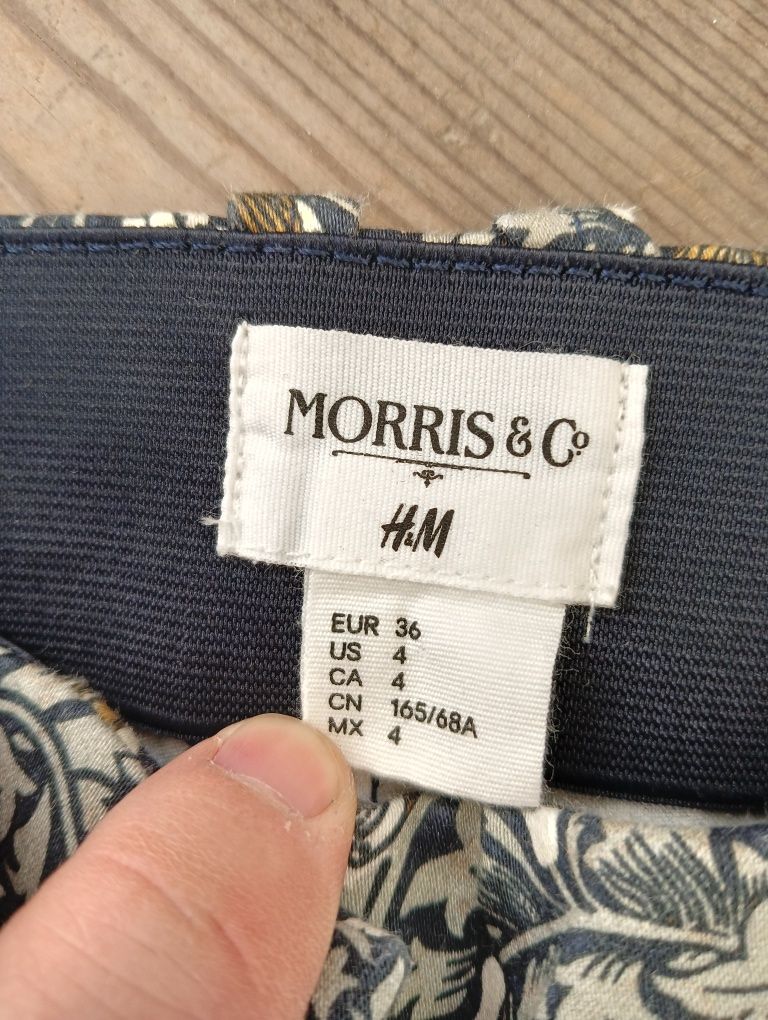 MORRIS & Co.
H&M
EUR 36
US 4
CA 4
CN 165/68A
MX 4